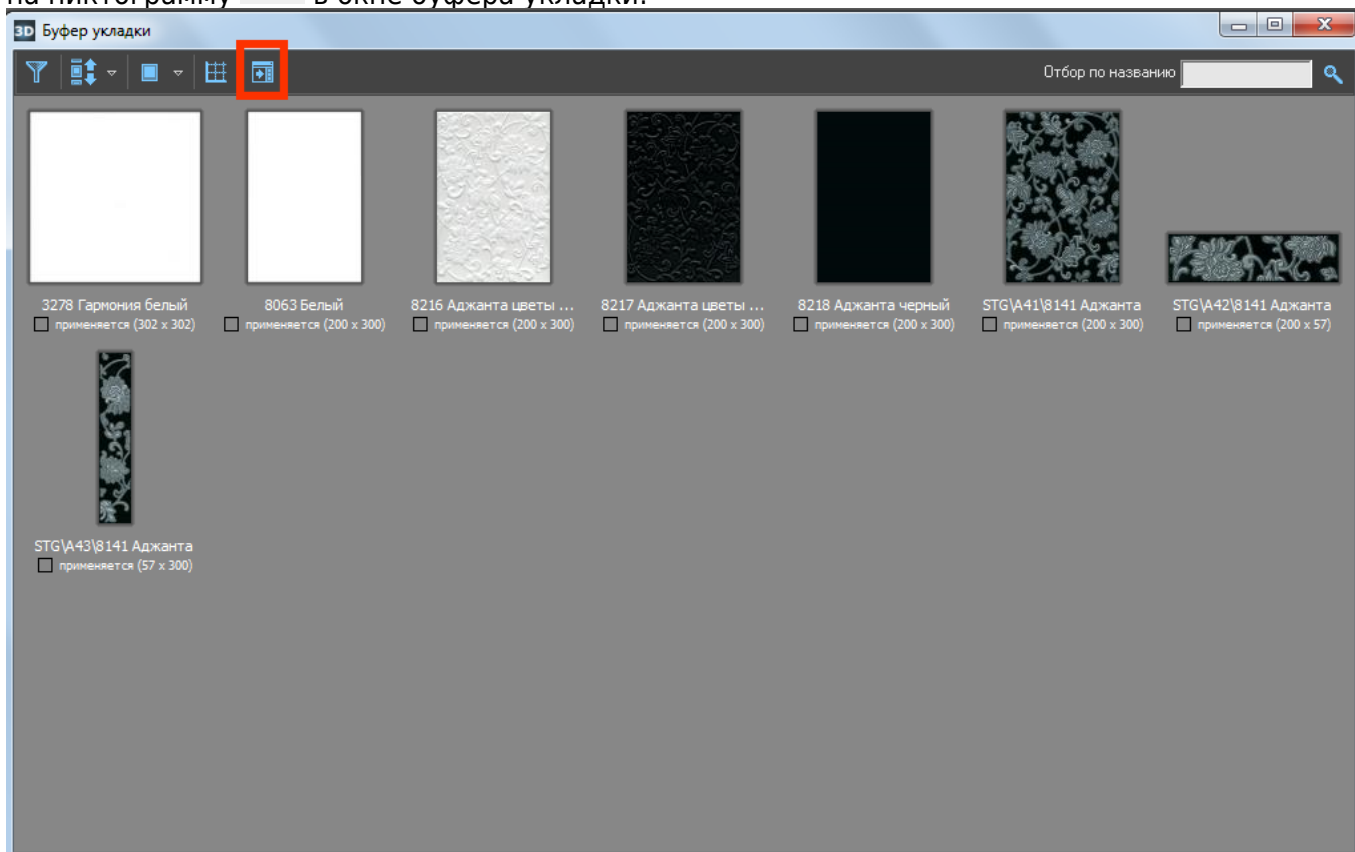 на пиктограмму в окне буфера укладки.
3D Буфер укладки
Отбор по названию
3278 Гармония белый
применяется (302 x 302)
8063 Белый
применяется (200 x 300)
8216 Аджанта цветы ...
применяется (200 x 300)
8217 Аджанта цветы ...
применяется (200 x 300)
8218 Аджанта черный
применяется (200 x 300)
STG\A41\8141 Аджанта
применяется (200 x 300)
STG\A42\8141 Аджанта
применяется (200 x 57)
STG\A43\8141 Аджанта
применяется (57 x 300)